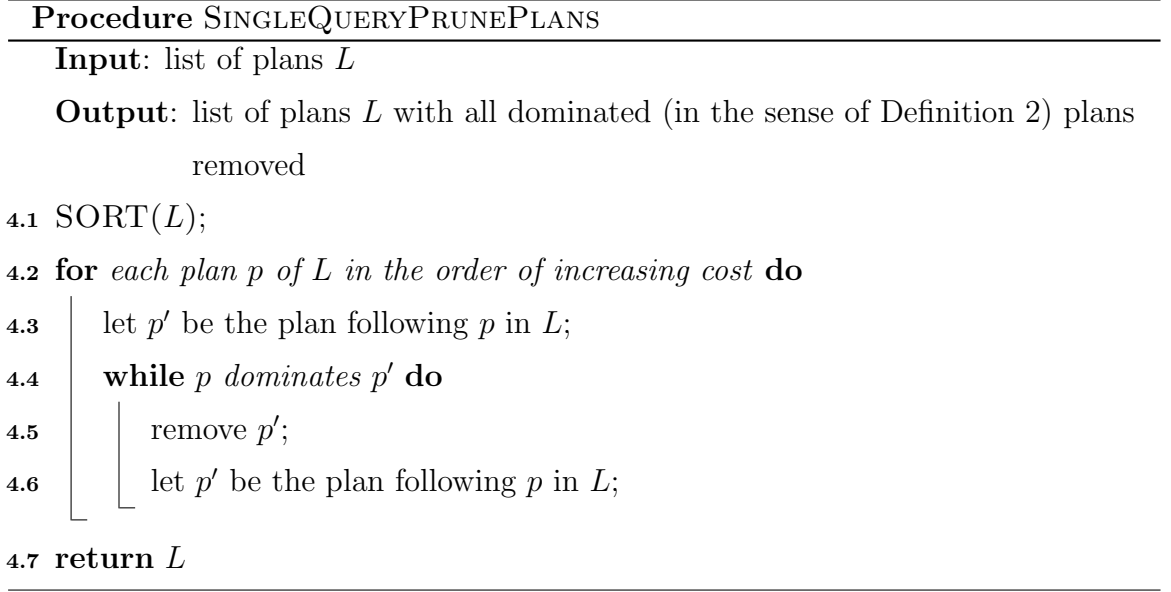 Procedure SINGLEQUERYPRUNEPLANS
Input: list of plans L
Output: list of plans L with all dominated (in the sense of Definition 2) plans
removed
4.1 SORT(L);
4.2 for each plan p of L in the order of increasing cost do
4.3 let p′ be the plan following p in L;
4.4 while p dominates p′ do
4.5 remove p′;
4.6 let p′ be the plan following p in L;
4.7 return L